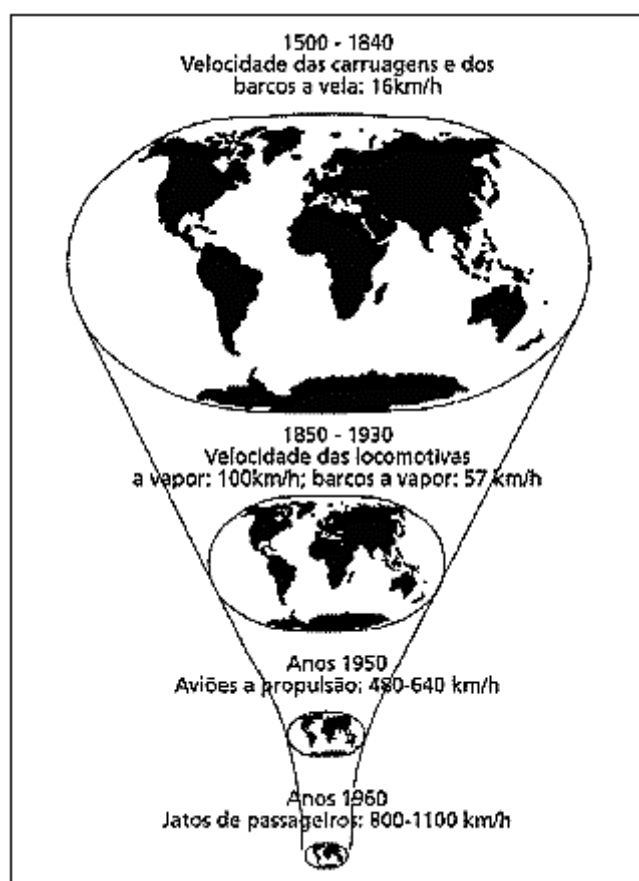 1500 - 1840
Velocidade das carruagens e dos
barcos a vela: 16km/h
1850 - 1930
Velocidade das locomotivas
a vapor: 100km/h; barcos a vapor: 57 km/h
Anos 1950
Aviões a propulsão: 480-640 km/h
Anos 1960
Jatos de passageiros: 800-1100 km/h